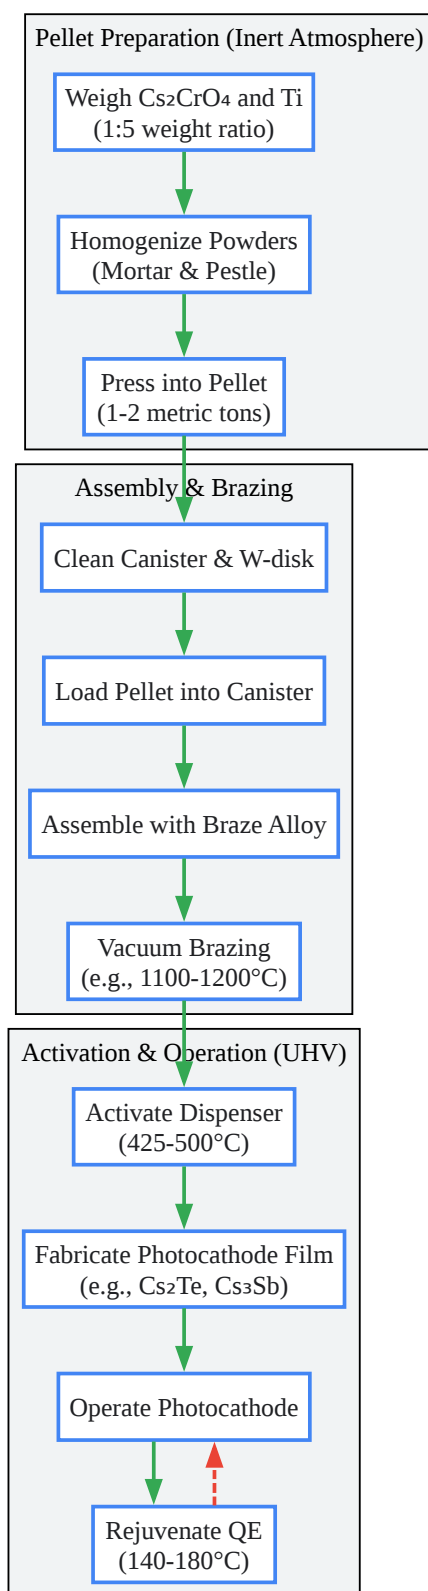 Pellet Preparation (Inert Atmosphere)
Weigh Cs₂CrO₄ and Ti
(1:5 weight ratio)
Homogenize Powders
(Mortar & Pestle)
Press into Pellet
(1-2 metric tons)
Assembly & Brazing
Clean Canister & W-disk
Load Pellet into Canister
Assemble with Braze Alloy
Vacuum Brazing
(e.g., 1100-1200°C)
Activation & Operation (UHV)
Activate Dispenser
(425-500°C)
Fabricate Photocathode Film
(e.g., Cs₂Te, Cs₃Sb)
Operate Photocathode
Rejuvenate QE
(140-180°C)